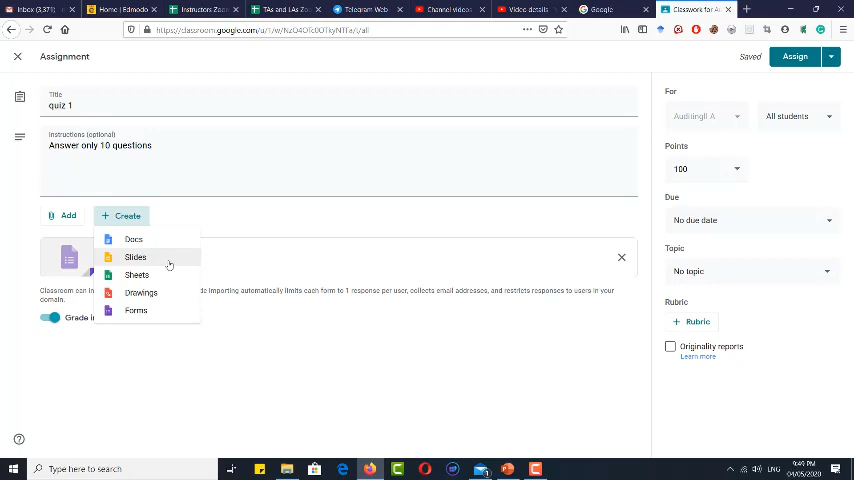 Inbox (3,371)
Home | Edmodo
Instructors Zoom
TAs and LAs Zoo
Telegram Web
Channel videos
Video details
Google
Classwork for Au
https://classroom.google.com/u/1/w/
Assignment
Saved
Assign
Title
quiz 1
Instructions (optional)
Answer only 10 questions
Add
Create
Docs
Slides
Sheets
Drawings
Forms
Classroom can im
de importing automatically limits each form to 1 response per user, collects email addresses, and restricts responses to users in your
domain.
Grade i
For
AuditingII A
All students
Points
100
Due
No due date
Topic
No topic
Rubric
Rubric
Originality reports
Learn more
Type here to search
ENG
9:49 PM
04/05/2020